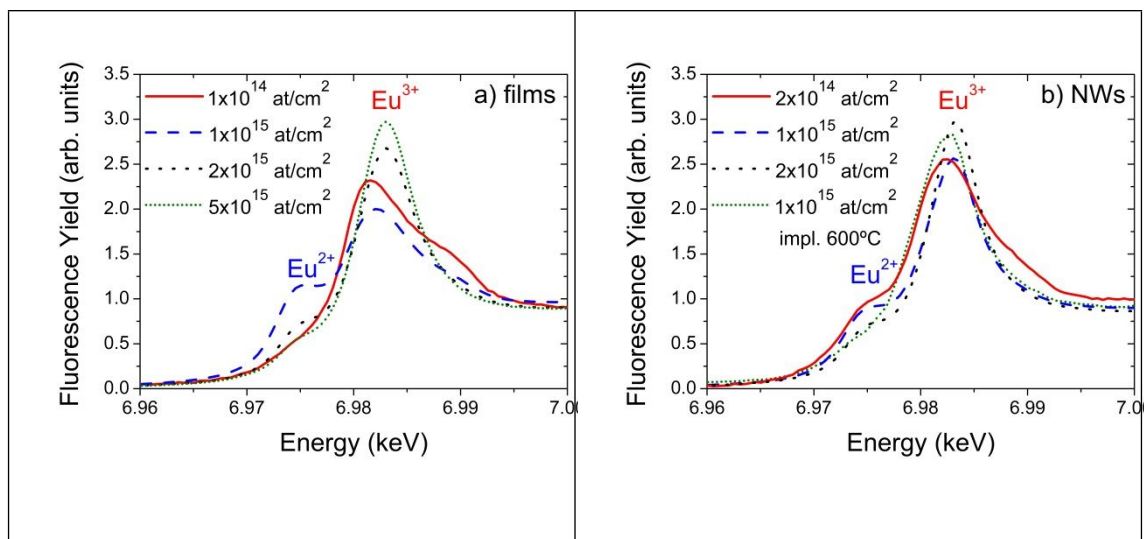 a) films
1x10^14 at/cm^2
1x10^15 at/cm^2
2x10^15 at/cm^2
5x10^15 at/cm^2
Eu^3+
Eu^2+
Fluorescence Yield (arb. units)
3.5
3.0
2.5
2.0
1.5
1.0
0.5
0.0
6.96 6.97 6.98 6.99 7.00
Energy (keV)
b) NWs
2x10^14 at/cm^2
1x10^15 at/cm^2
2x10^15 at/cm^2
1x10^15 at/cm^2
impl. 600ºC
Eu^3+
Eu^2+
Fluorescence Yield (arb. units)
3.5
3.0
2.5
2.0
1.5
1.0
0.5
0.0
6.96 6.97 6.98 6.99 7.00
Energy (keV)